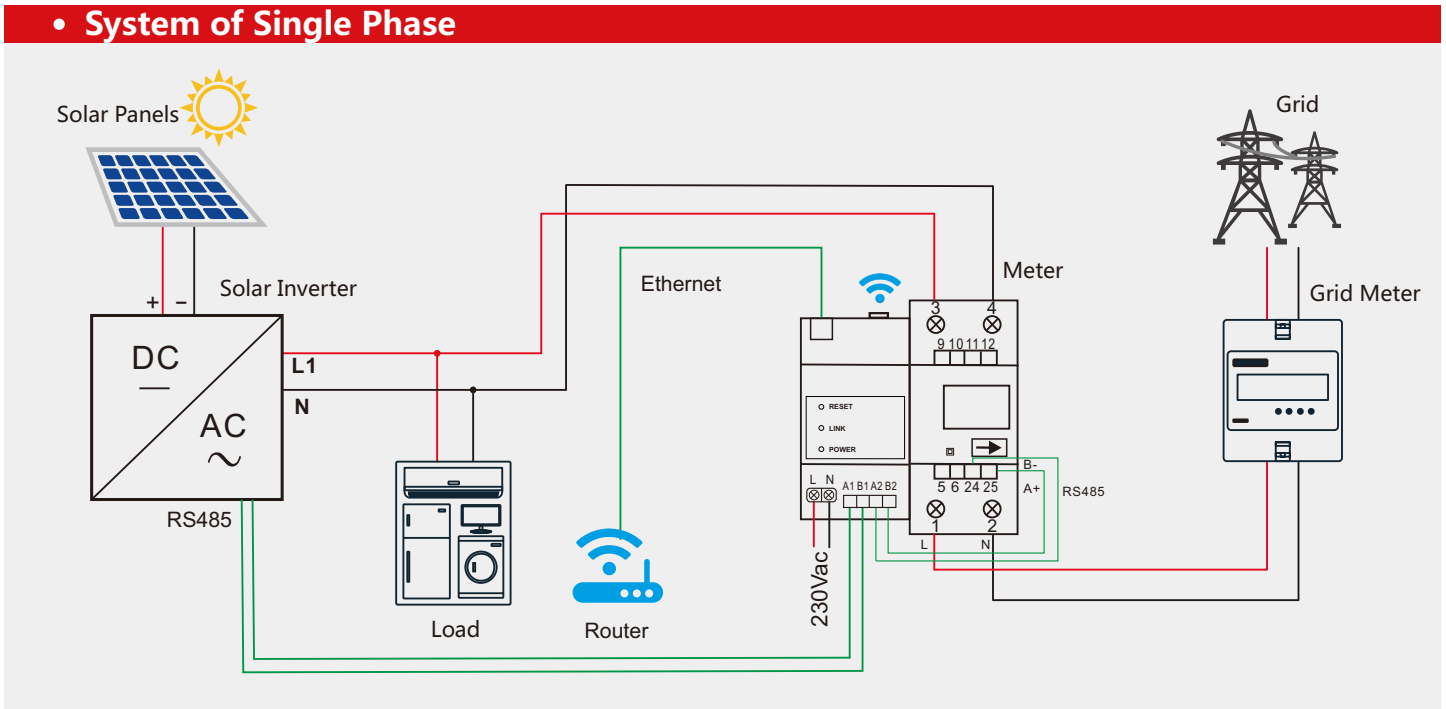 • System of Single Phase
Solar Panels
Grid
Ethernet
Meter
Solar Inverter
Grid Meter
+ −
3 4
DC
L1
9 10 11 12
N
AC
RESET
LINK
POWER
B-
L N
A1 B1 A2 B2
5 6 24 25
A+
RS485
RS485
1 2
L
N
230Vac
Load
Router